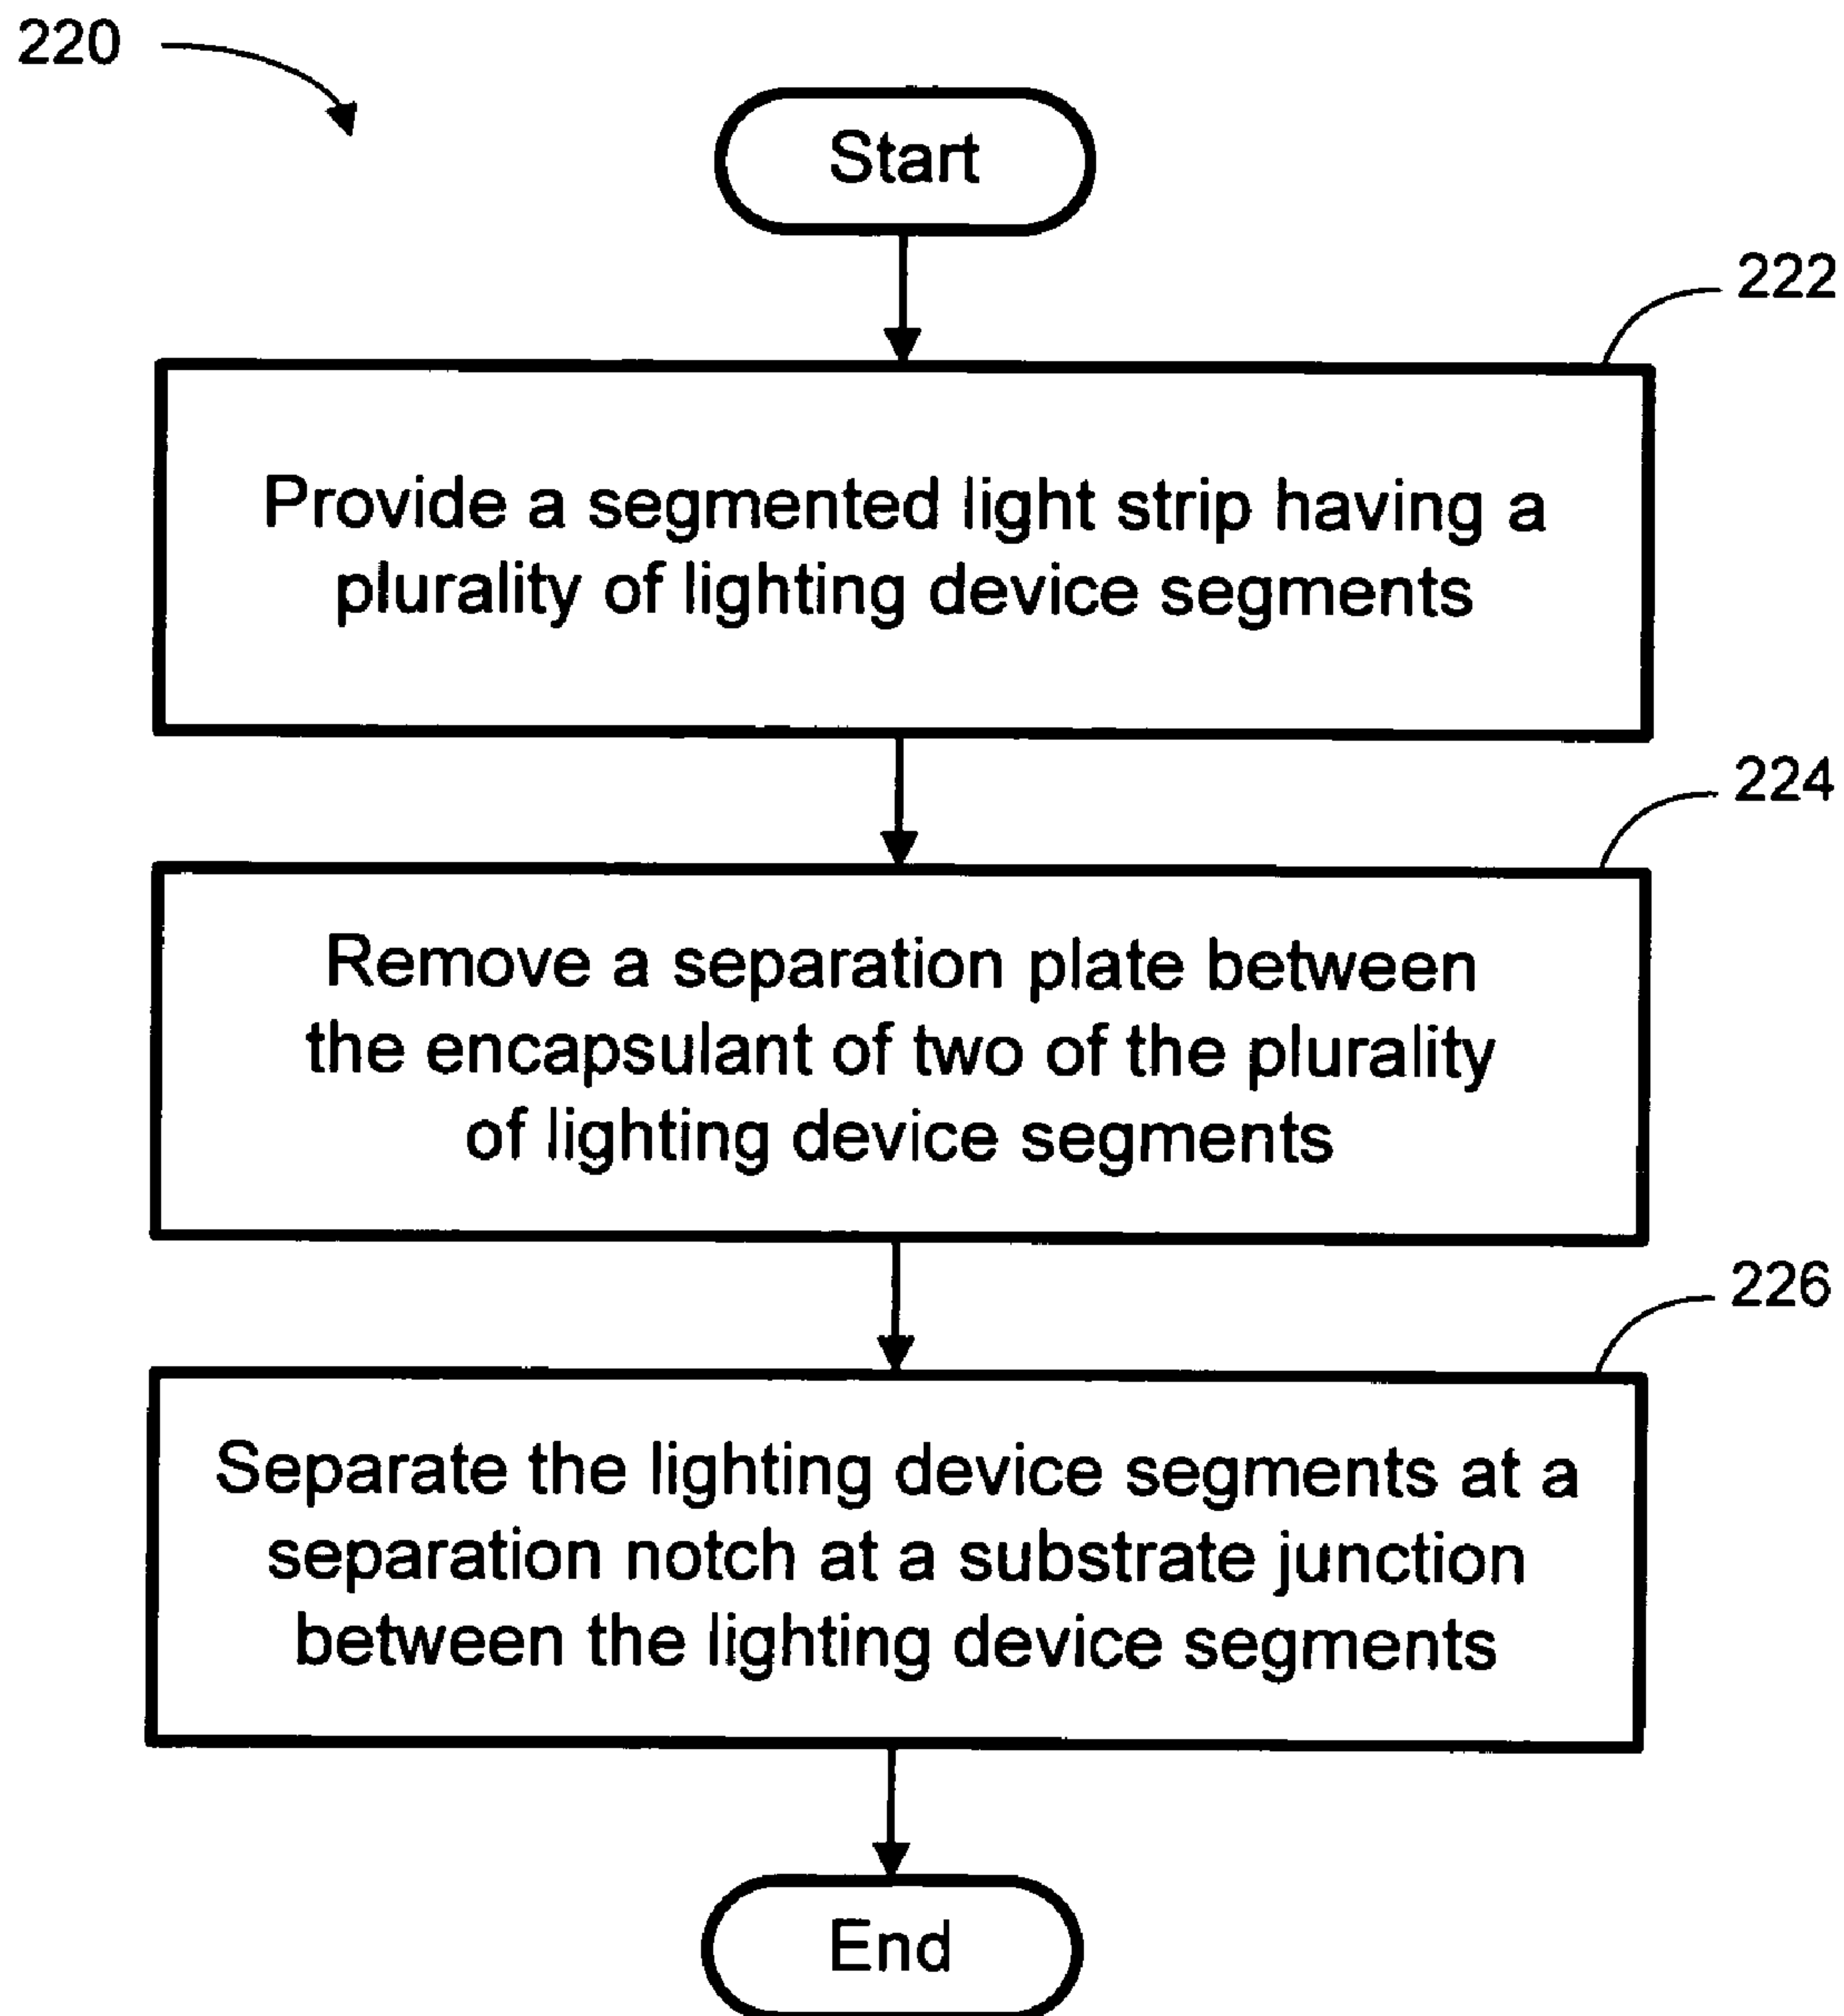 220
Start
222
Provide a segmented light strip having a
plurality of lighting device segments
224
Remove a separation plate between
the encapsulant of two of the plurality
of lighting device segments
226
Separate the lighting device segments at a
separation notch at a substrate junction
between the lighting device segments
End